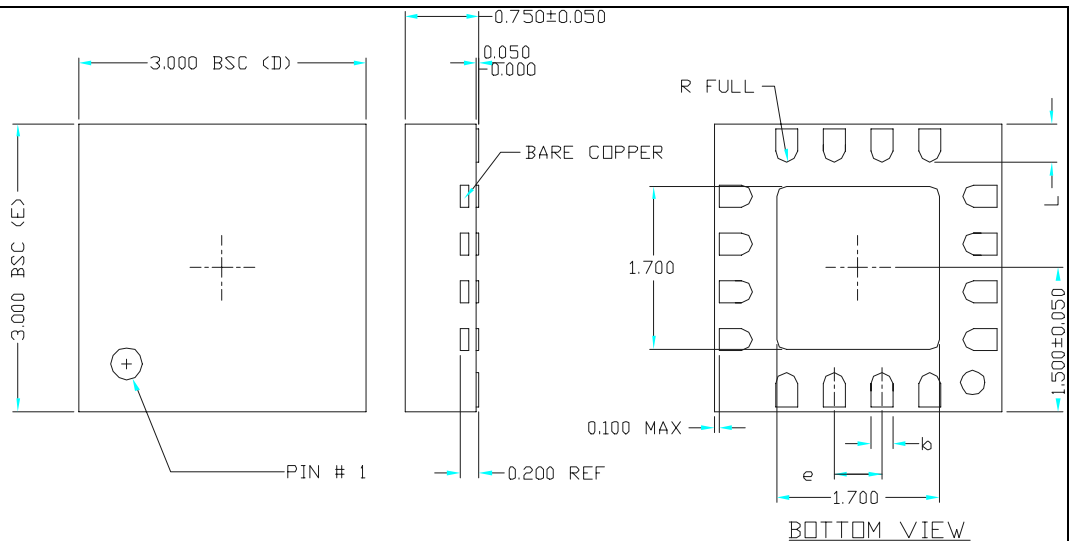 0.750±0.050
0.050
0.000
3.000 BSC (D)
R FULL
BARE COPPER
3.000 BSC (E)
L
1.700
1.500±0.050
0.100 MAX
b
PIN # 1
0.200 REF
e
1.700
BOTTOM VIEW